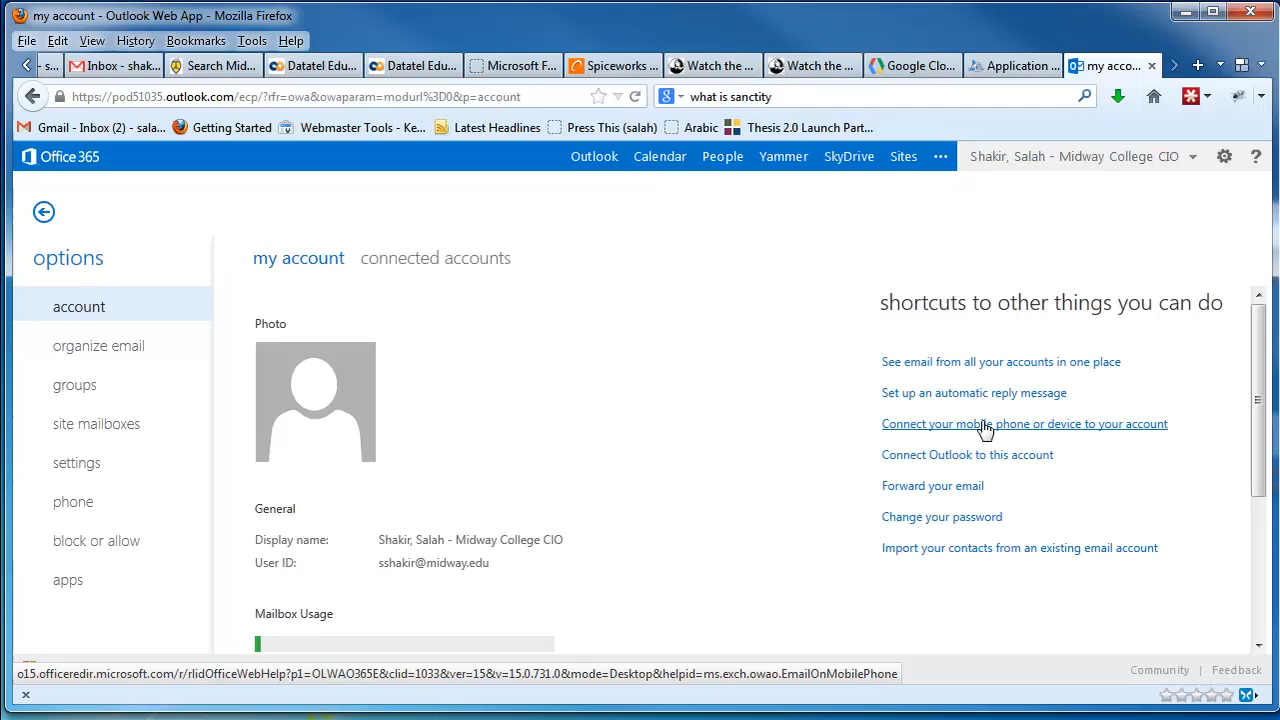 my account - Outlook Web App - Mozilla Firefox
File Edit View History Bookmarks Tools Help
- s... Inbox - shak... Search Mid... Datatel Edu... Datatel Edu... Microsoft F... Spiceworks ... Watch the ... Watch the ... Google Clo... Application ... my acco...
https://pod51035.outlook.com/ecp/?rfr=owa&owaparam=modurl%3D0&p=account
what is sanctity
Gmail - Inbox (2) - sala... Getting Started Webmaster Tools - Ke... Latest Headlines Press This (salah) Arabic Thesis 2.0 Launch Part...
Office 365 Outlook Calendar People Yammer SkyDrive Sites ••• Shakir, Salah - Midway College CIO ?
options
account
organize email
groups
site mailboxes
settings
phone
block or allow
apps
my account connected accounts
Photo
General
Display name: Shakir, Salah - Midway College CIO
User ID: sshakir@midway.edu
Mailbox Usage
shortcuts to other things you can do
See email from all your accounts in one place
Set up an automatic reply message
Connect your mobile phone or device to your account
Connect Outlook to this account
Forward your email
Change your password
Import your contacts from an existing email account
o15.officeredir.microsoft.com/r/rlidOfficeWebHelp?p1=OLWAO365E&clid=1033&ver=15&v=15.0.731.0&mode=Desktop&helpid=ms.exch.owao.EmailOnMobilePhone
Community Feedback